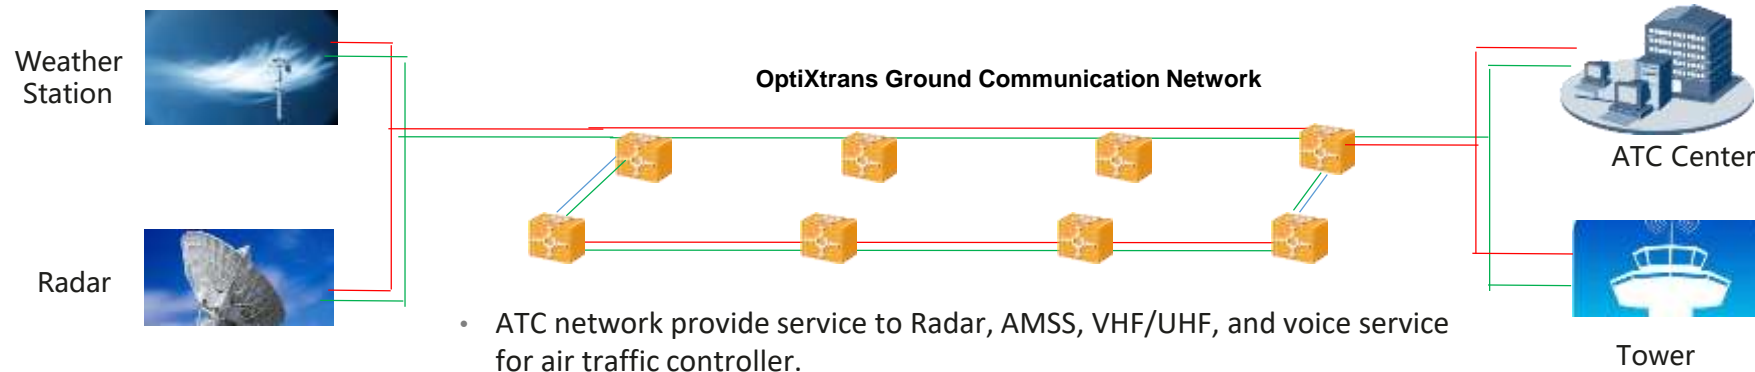 Weather
Station
OptiXtrans Ground Communication Network
ATC Center
Radar
• ATC network provide service to Radar, AMSS, VHF/UHF, and voice service
for air traffic controller.
Tower